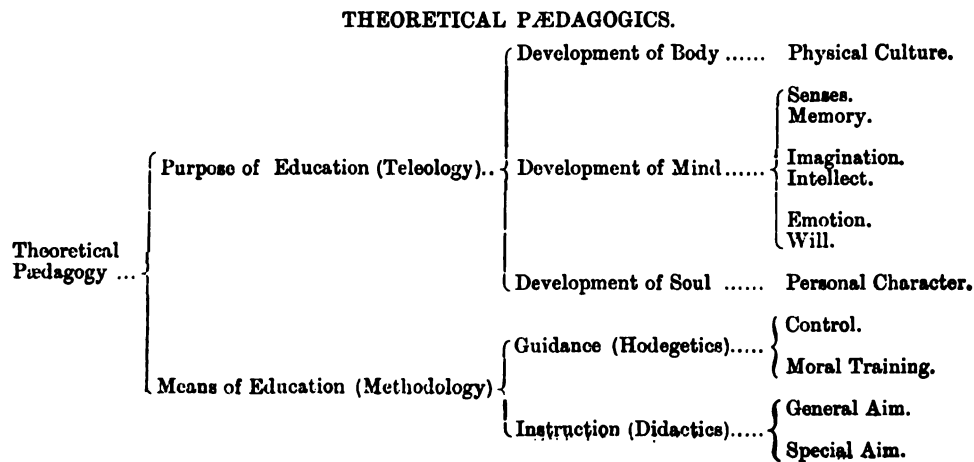 THEORETICAL PÆDAGOGICS.
Development of Body ...... Physical Culture.
Senses.
Memory.
Purpose of Education (Teleology).. Development of Mind ...... Imagination.
Intellect.
Emotion.
Will.
Theoretical
Pædagogy ...
Development of Soul ...... Personal Character.
Guidance (Hodegetics)..... Control.
Moral Training.
Means of Education (Methodology)
Instruction (Didactics)..... General Aim.
Special Aim.